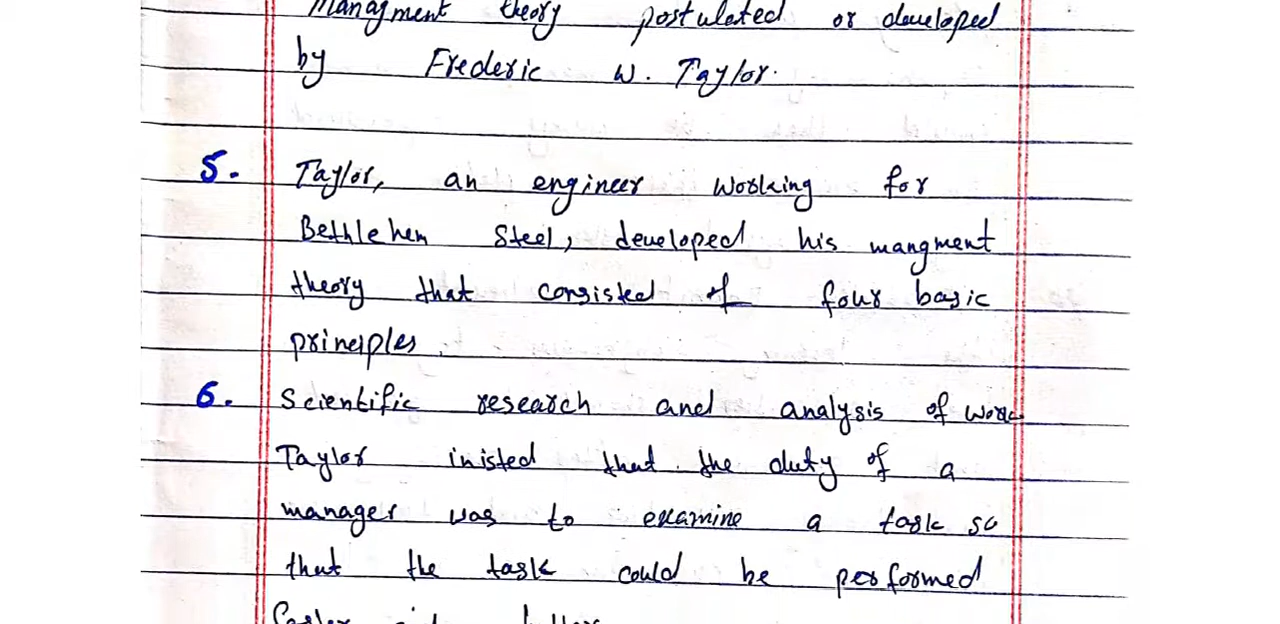 Managment theory postulated or developed
by Frederic W. Taylor.
5. Taylor, an engineer working for
Bethlehem Steel, developed his mangment
theory that consisted of four basic
principles.
6. Scientific research and analysis of work
Taylor inisted that the duty of a
manager was to examine a task so
that the task could be performed